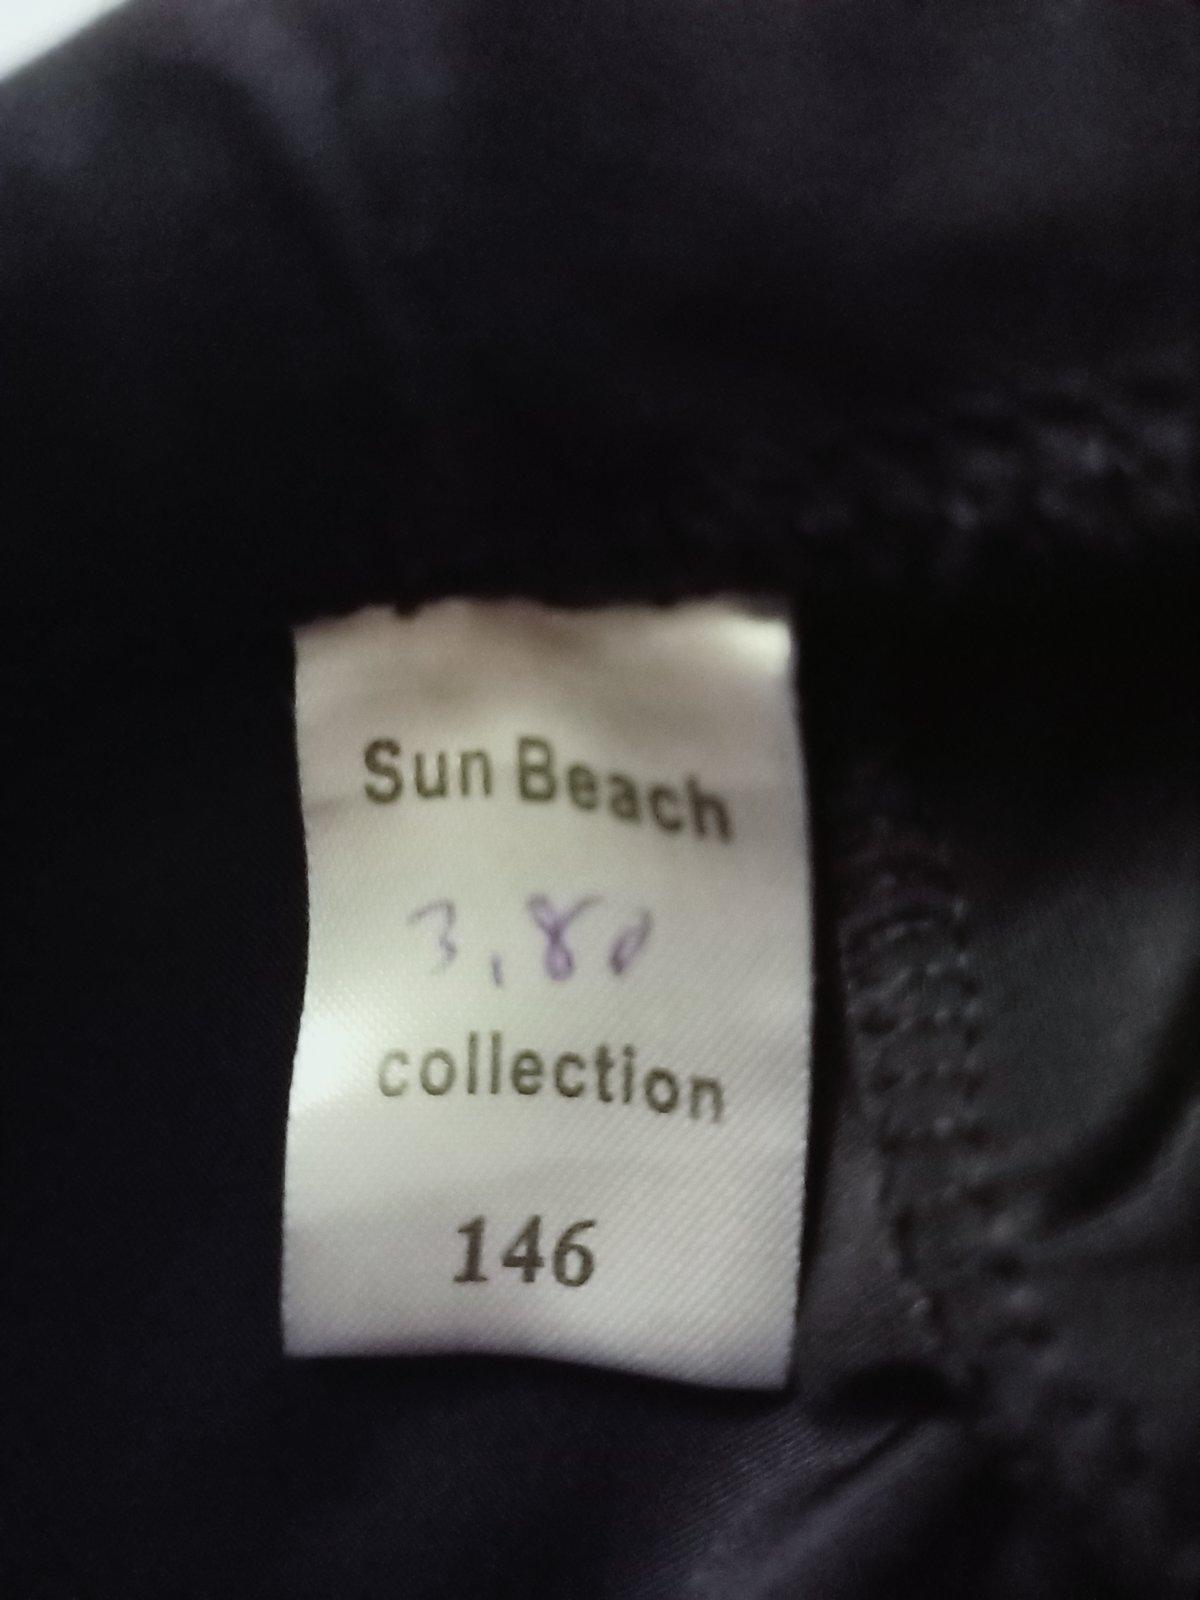 Sun Beach
3,80
collection
146